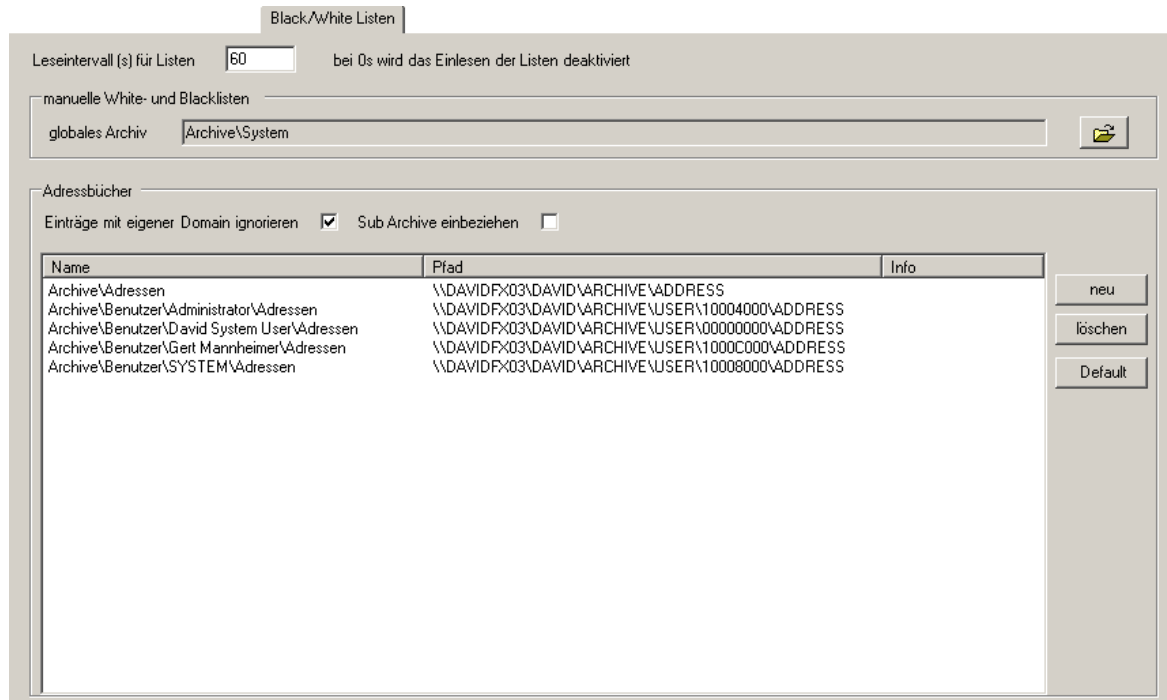 Black/White Listen
Leseintervall (s) für Listen 60 bei 0s wird das Einlesen der Listen deaktiviert
manuelle White- und Blacklisten
globales Archiv Archive\System
Adressbücher
Einträge mit eigener Domain ignorieren Sub Archive einbeziehen
Name Pfad Info
Archive\Adressen \\DAVIDFX03\DAVID\ARCHIVE\ADDRESS
Archive\Benutzer\Administrator\Adressen \\DAVIDFX03\DAVID\ARCHIVE\USER\10004000\ADDRESS
Archive\Benutzer\David System User\Adressen \\DAVIDFX03\DAVID\ARCHIVE\USER\00000000\ADDRESS
Archive\Benutzer\Gert Mannheimer\Adressen \\DAVIDFX03\DAVID\ARCHIVE\USER\1000C000\ADDRESS
Archive\Benutzer\SYSTEM\Adressen \\DAVIDFX03\DAVID\ARCHIVE\USER\10008000\ADDRESS
neu
löschen
Default